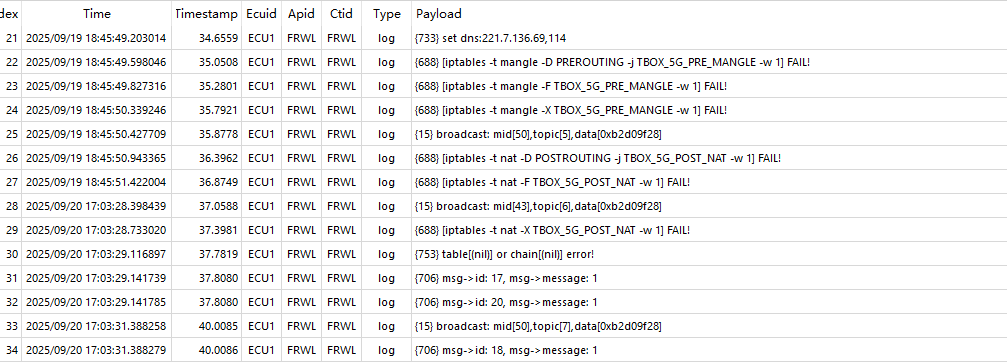 dex Time Timestamp Ecuid Apid Ctid Type Payload
21 2025/09/19 18:45:49.203014 34.6559 ECU1 FRWL FRWL log {733} set dns:221.7.136.69,114
22 2025/09/19 18:45:49.598046 35.0508 ECU1 FRWL FRWL log {688} [iptables -t mangle -D PREROUTING -j TBOX_5G_PRE_MANGLE -w 1] FAIL!
23 2025/09/19 18:45:49.827316 35.2801 ECU1 FRWL FRWL log {688} [iptables -t mangle -F TBOX_5G_PRE_MANGLE -w 1] FAIL!
24 2025/09/19 18:45:50.339246 35.7921 ECU1 FRWL FRWL log {688} [iptables -t mangle -X TBOX_5G_PRE_MANGLE -w 1] FAIL!
25 2025/09/19 18:45:50.427709 35.8778 ECU1 FRWL FRWL log {15} broadcast: mid[50],topic[5],data[0xb2d09f28]
26 2025/09/19 18:45:50.943365 36.3962 ECU1 FRWL FRWL log {688} [iptables -t nat -D POSTROUTING -j TBOX_5G_POST_NAT -w 1] FAIL!
27 2025/09/19 18:45:51.422004 36.8749 ECU1 FRWL FRWL log {688} [iptables -t nat -F TBOX_5G_POST_NAT -w 1] FAIL!
28 2025/09/20 17:03:28.398439 37.0588 ECU1 FRWL FRWL log {15} broadcast: mid[43],topic[6],data[0xb2d09f28]
29 2025/09/20 17:03:28.733020 37.3981 ECU1 FRWL FRWL log {688} [iptables -t nat -X TBOX_5G_POST_NAT -w 1] FAIL!
30 2025/09/20 17:03:29.116897 37.7819 ECU1 FRWL FRWL log {753} table[(nil)] or chain[(nil)] error!
31 2025/09/20 17:03:29.141739 37.8080 ECU1 FRWL FRWL log {706} msg->id: 17, msg->message: 1
32 2025/09/20 17:03:29.141785 37.8080 ECU1 FRWL FRWL log {706} msg->id: 20, msg->message: 1
33 2025/09/20 17:03:31.388258 40.0085 ECU1 FRWL FRWL log {15} broadcast: mid[50],topic[7],data[0xb2d09f28]
34 2025/09/20 17:03:31.388279 40.0086 ECU1 FRWL FRWL log {706} msg->id: 18, msg->message: 1